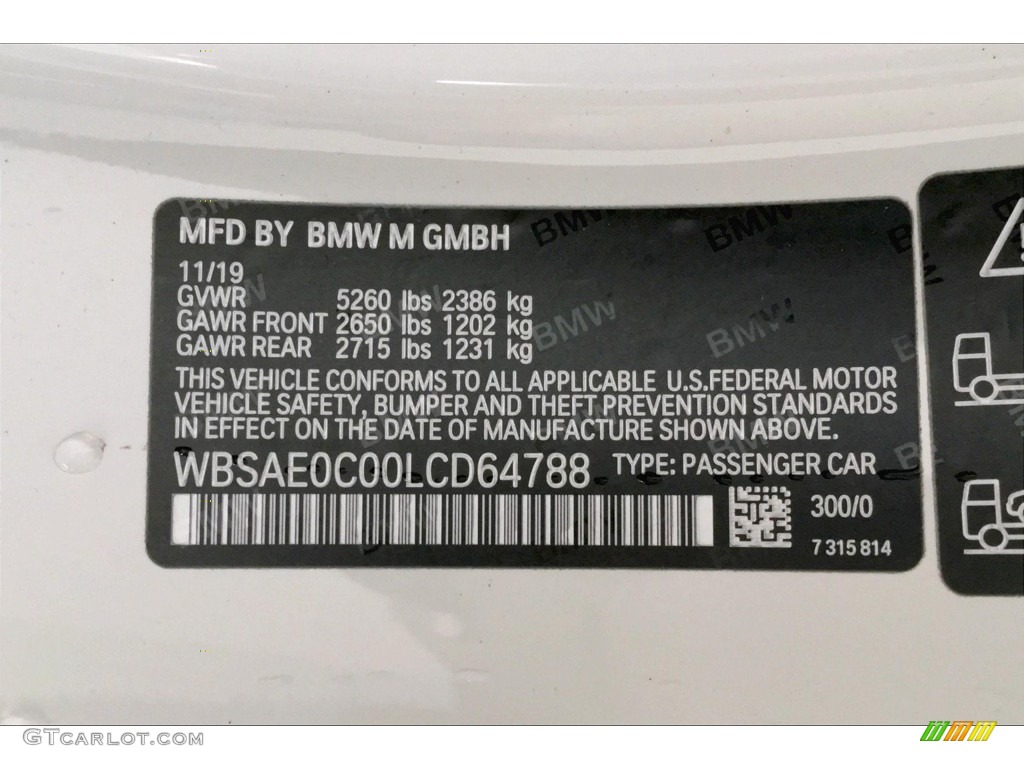 MFD BY BMW M GMBH
11/19
GVWR 5260 lbs 2386 kg
GAWR FRONT 2650 lbs 1202 kg
GAWR REAR 2715 lbs 1231 kg
THIS VEHICLE CONFORMS TO ALL APPLICABLE U.S.FEDERAL MOTOR
VEHICLE SAFETY, BUMPER AND THEFT PREVENTION STANDARDS
IN EFFECT ON THE DATE OF MANUFACTURE SHOWN ABOVE.
WBSAE0C00LCD64788 TYPE: PASSENGER CAR
300/0
7 315 814
GTCARLOT.COM